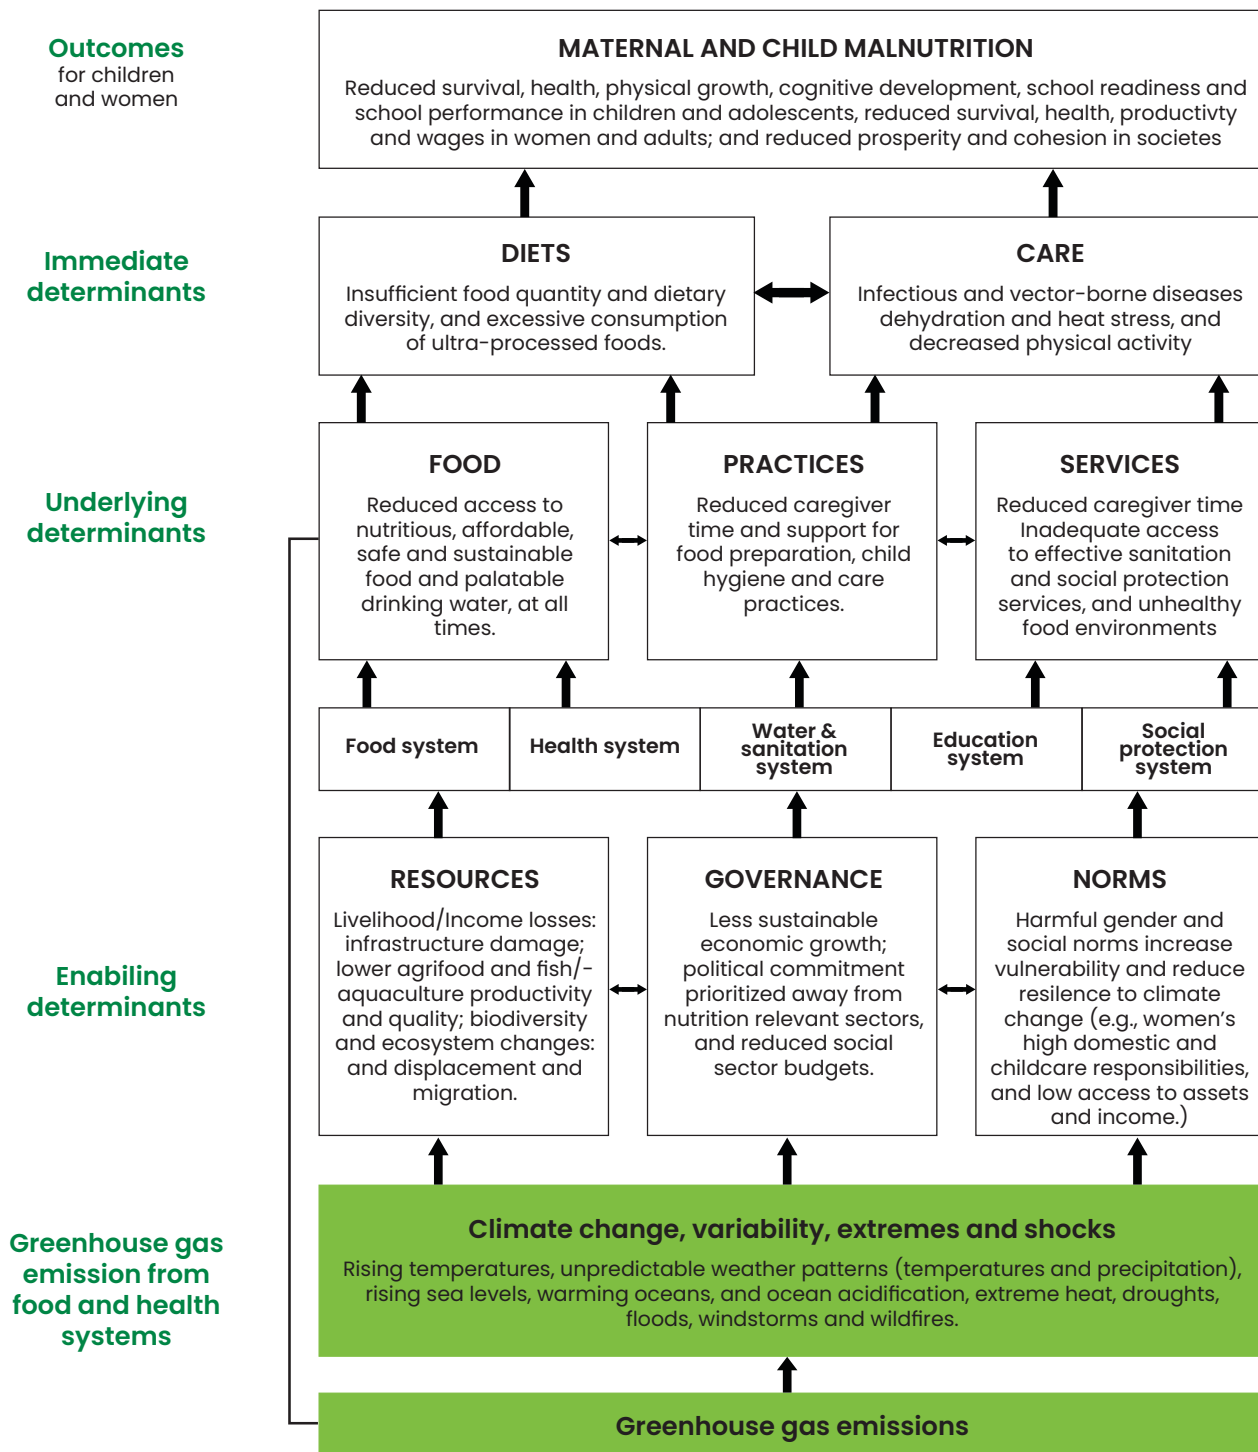 Outcomes
for children
and women
MATERNAL AND CHILD MALNUTRITION
Reduced survival, health, physical growth, cognitive development, school readiness and
school performance in children and adolescents, reduced survival, health, productivty
and wages in women and adults; and reduced prosperity and cohesion in societes
Immediate
determinants
DIETS
Insufficient food quantity and dietary
diversity, and excessive consumption
of ultra-processed foods.
CARE
Infectious and vector-borne diseases
dehydration and heat stress, and
decreased physical activity
Underlying
determinants
FOOD
Reduced access to
nutritious, affordable,
safe and sustainable
food and palatable
drinking water, at all
times.
PRACTICES
Reduced caregiver
time and support for
food preparation, child
hygiene and care
practices.
SERVICES
Reduced caregiver time
Inadequate access
to effective sanitation
and social protection
services, and unhealthy
food environments
Food system
Health system
Water &
sanitation
system
Education
system
Social
protection
system
Enabiling
determinants
RESOURCES
Livelihood/Income losses:
infrastructure damage;
lower agrifood and fish/-
aquaculture productivity
and quality; biodiversity
and ecosystem changes:
and displacement and
migration.
GOVERNANCE
Less sustainable
economic growth;
political commitment
prioritized away from
nutrition relevant sectors,
and reduced social
sector budgets.
NORMS
Harmful gender and
social norms increase
vulnerability and reduce
resilence to climate
change (e.g., women’s
high domestic and
childcare responsibilities,
and low access to assets
and income.)
Greenhouse gas
emission from
food and health
systems
Climate change, variability, extremes and shocks
Rising temperatures, unpredictable weather patterns (temperatures and precipitation),
rising sea levels, warming oceans, and ocean acidification, extreme heat, droughts,
floods, windstorms and wildfires.
Greenhouse gas emissions